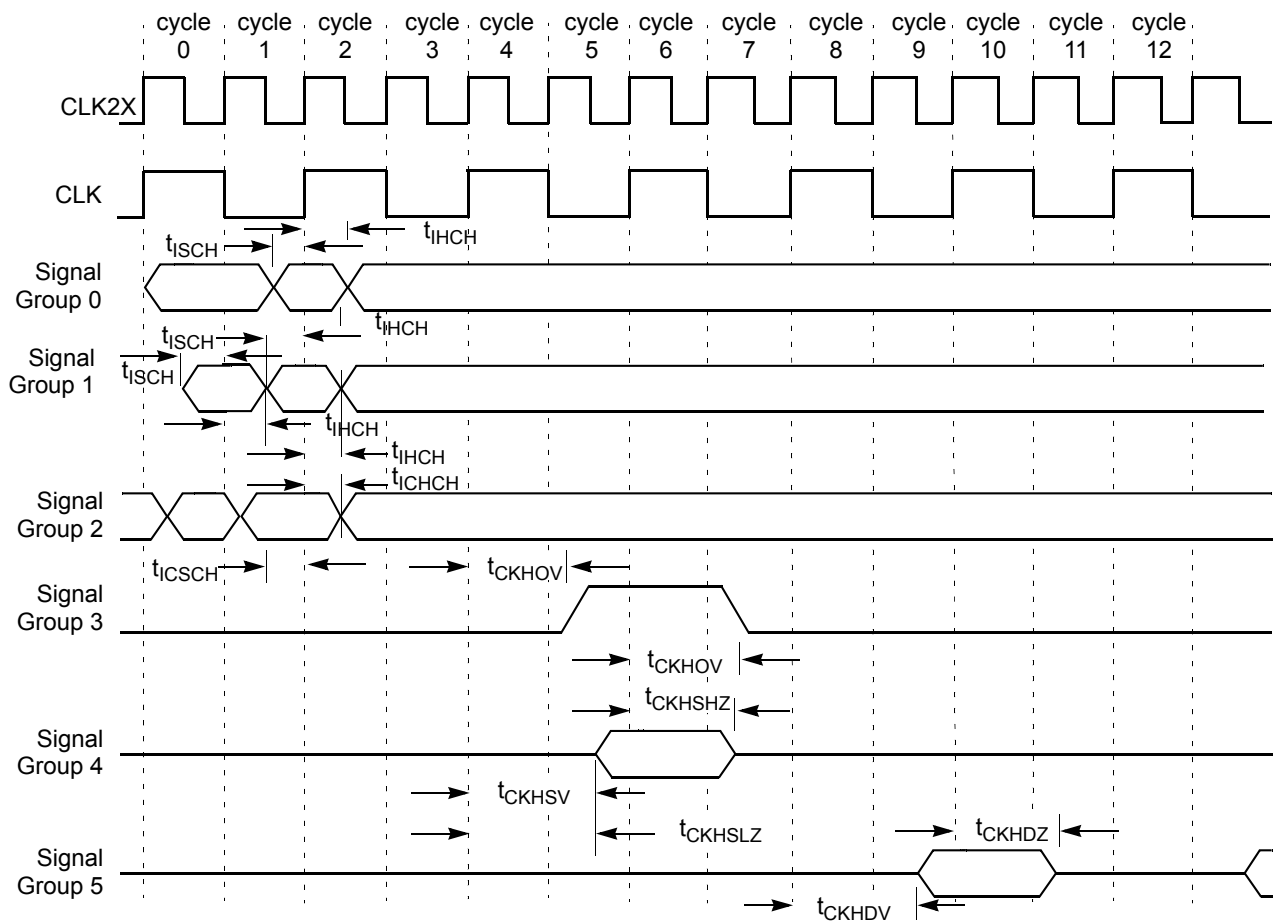 cycle cycle cycle cycle cycle cycle cycle cycle cycle cycle cycle cycle cycle
0 1 2 3 4 5 6 7 8 9 10 11 12
CLK2X
CLK
tIHCH
tISCH
Signal
Group 0
tIHCH
tISCH
Signal
Group 1
tISCH
tIHCH
tIHCH
tICHCH
Signal
Group 2
tICSCH
tCKHOV
Signal
Group 3
tCKHOV
tCKHSHZ
Signal
Group 4
tCKHSV
tCKHSLZ
tCKHDZ
Signal
Group 5
tCKHDV